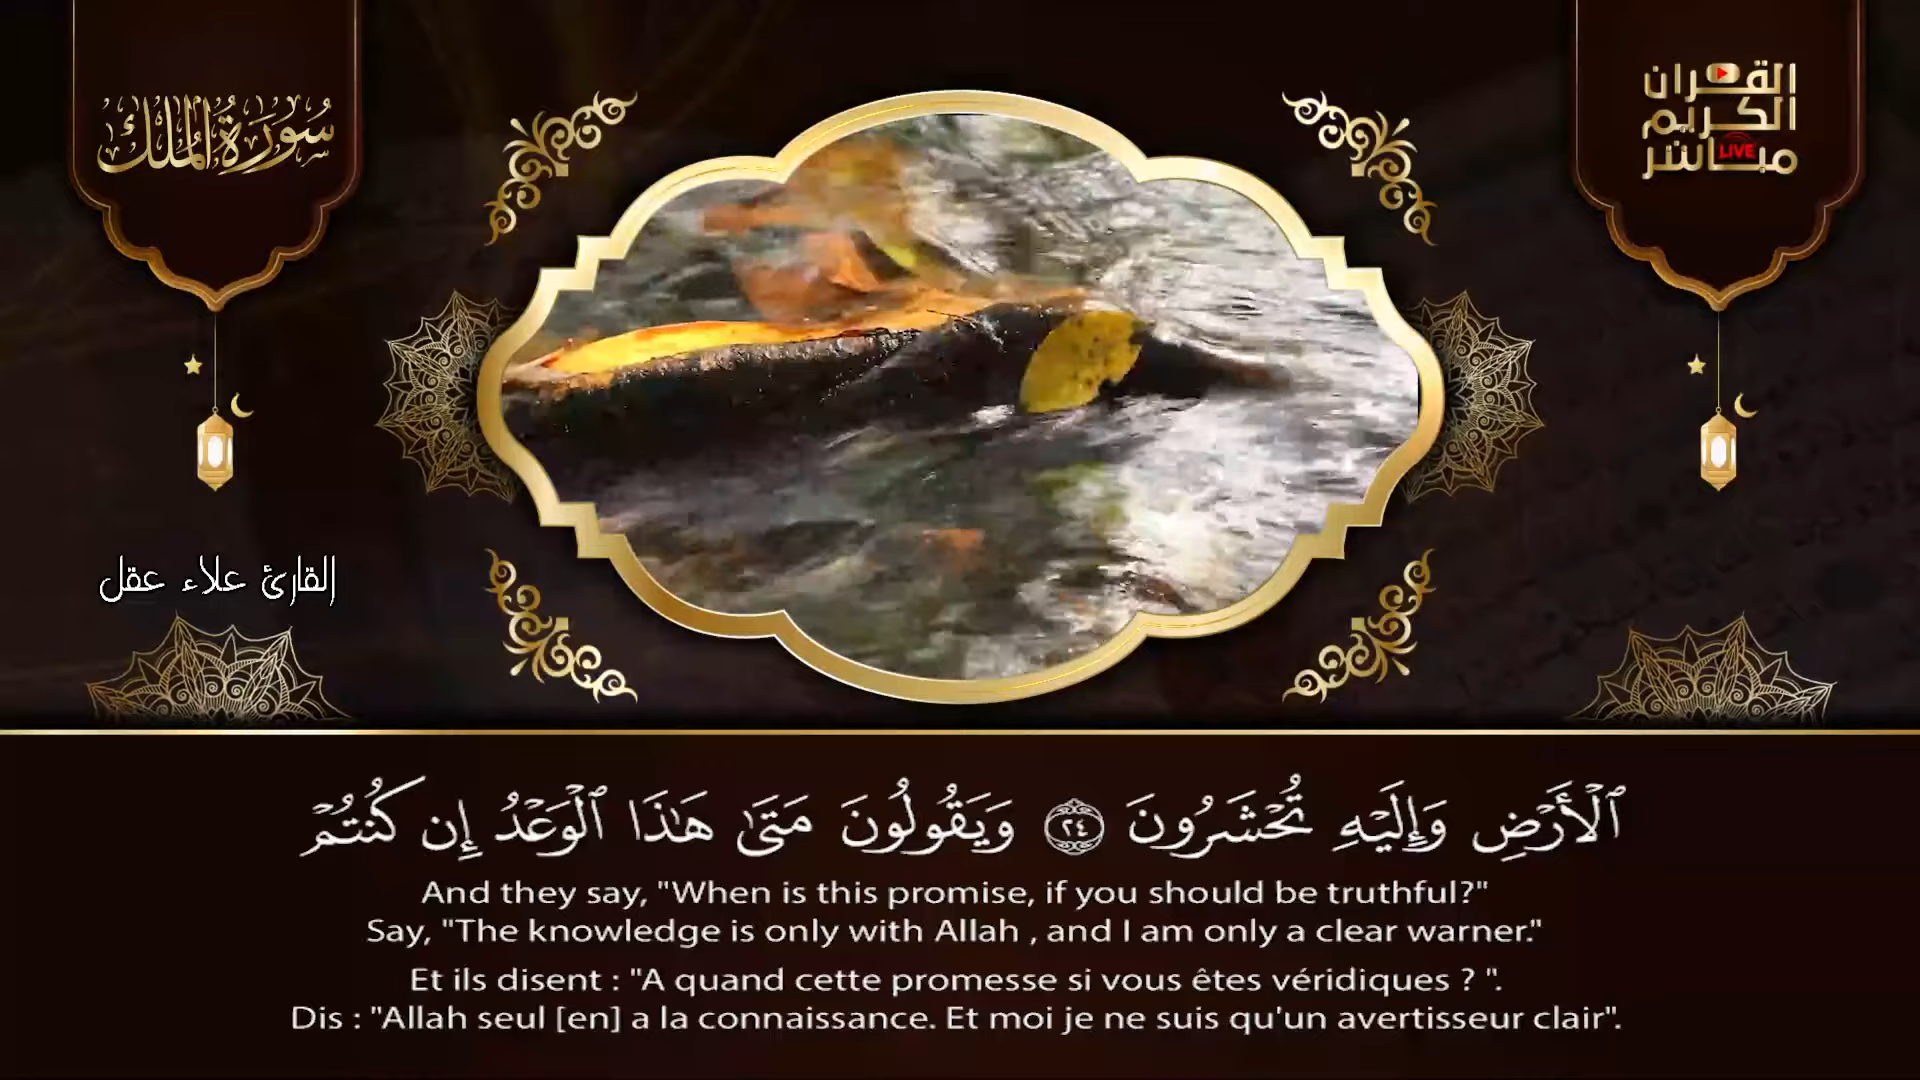 سُورَةُ الْمُلْك
القرآن
الكريم
مباشر
LIVE
القارئ علاء عقل
ٱلْأَرْضِ وَإِلَيْهِ تُحْشَرُونَ ٢٤ وَيَقُولُونَ مَتَىٰ هَـٰذَا ٱلْوَعْدُ إِن كُنتُمْ
And they say, "When is this promise, if you should be truthful?"
Say, "The knowledge is only with Allah , and I am only a clear warner."
Et ils disent : "A quand cette promesse si vous êtes véridiques ? ".
Dis : "Allah seul [en] a la connaissance. Et moi je ne suis qu'un avertisseur clair".